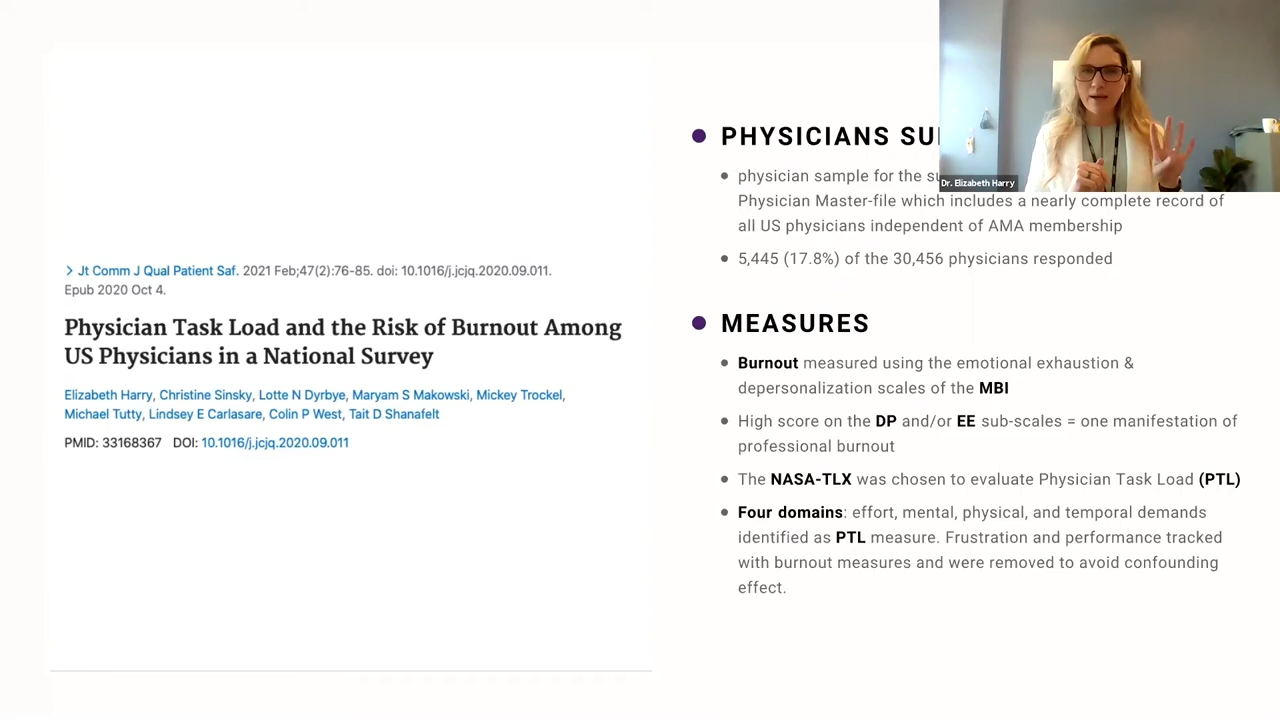 > Jt Comm J Qual Patient Saf. 2021 Feb;47(2):76-85. doi: 10.1016/j.jcjq.2020.09.011.
Epub 2020 Oct 4.
Physician Task Load and the Risk of Burnout Among
US Physicians in a National Survey
Elizabeth Harry, Christine Sinsky, Lotte N Dyrbye, Maryam S Makowski, Mickey Trockel,
Michael Tutty, Lindsey E Carlasare, Colin P West, Tait D Shanafelt
PMID: 33168367 DOI: 10.1016/j.jcjq.2020.09.011
PHYSICIANS
physician sample for the
Physician Master-file which includes a nearly complete record of
all US physicians independent of AMA membership
5,445 (17.8%) of the 30,456 physicians responded
MEASURES
Burnout measured using the emotional exhaustion &
depersonalization scales of the MBI
High score on the DP and/or EE sub-scales = one manifestation of
professional burnout
The NASA-TLX was chosen to evaluate Physician Task Load (PTL)
Four domains: effort, mental, physical, and temporal demands
identified as PTL measure. Frustration and performance tracked
with burnout measures and were removed to avoid confounding
effect.
Dr. Elizabeth Harry